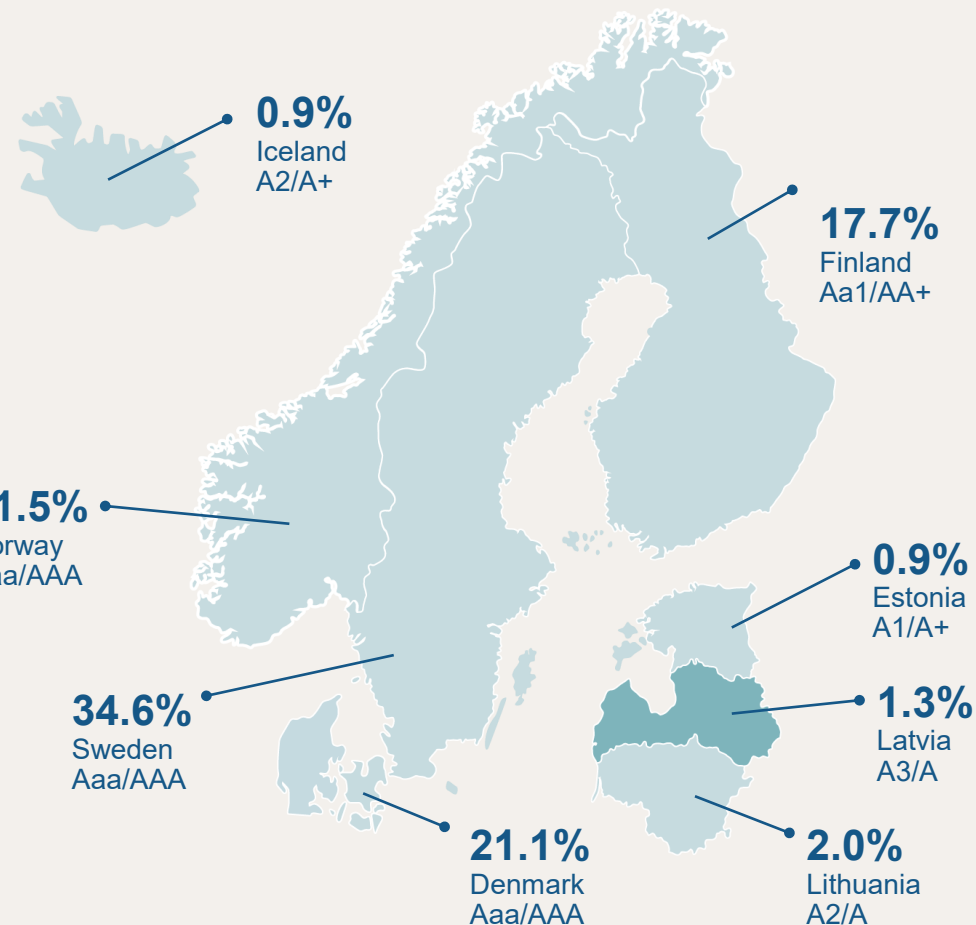 0.9%
Iceland
A2/A+
17.7%
Finland
Aa1/AA+
1.5%
orway
aa/AAA
0.9%
Estonia
A1/A+
34.6%
Sweden
Aaa/AAA
1.3%
Latvia
A3/A
21.1%
Denmark
Aaa/AAA
2.0%
Lithuania
A2/A